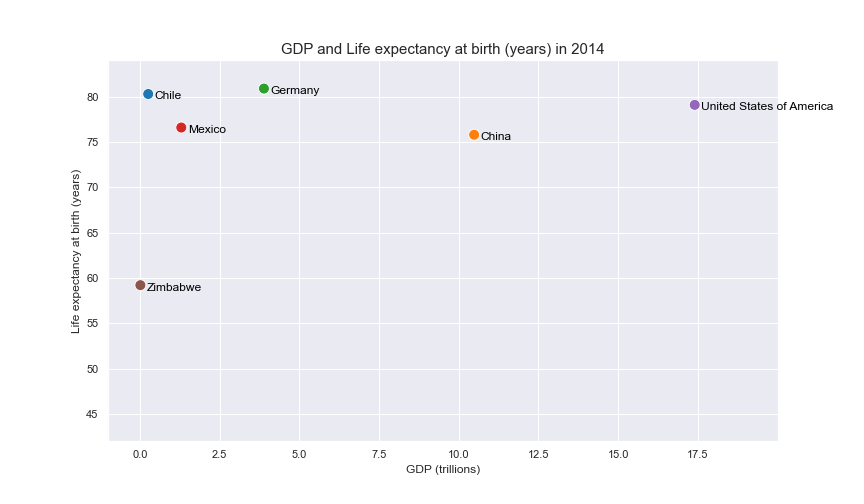 GDP and Life expectancy at birth (years) in 2014
80
75
70
65
60
55
50
45
Life expectancy at birth (years)
Chile
Germany
Mexico
China
United States of America
Zimbabwe
0.0 2.5 5.0 7.5 10.0 12.5 15.0 17.5
GDP (trillions)